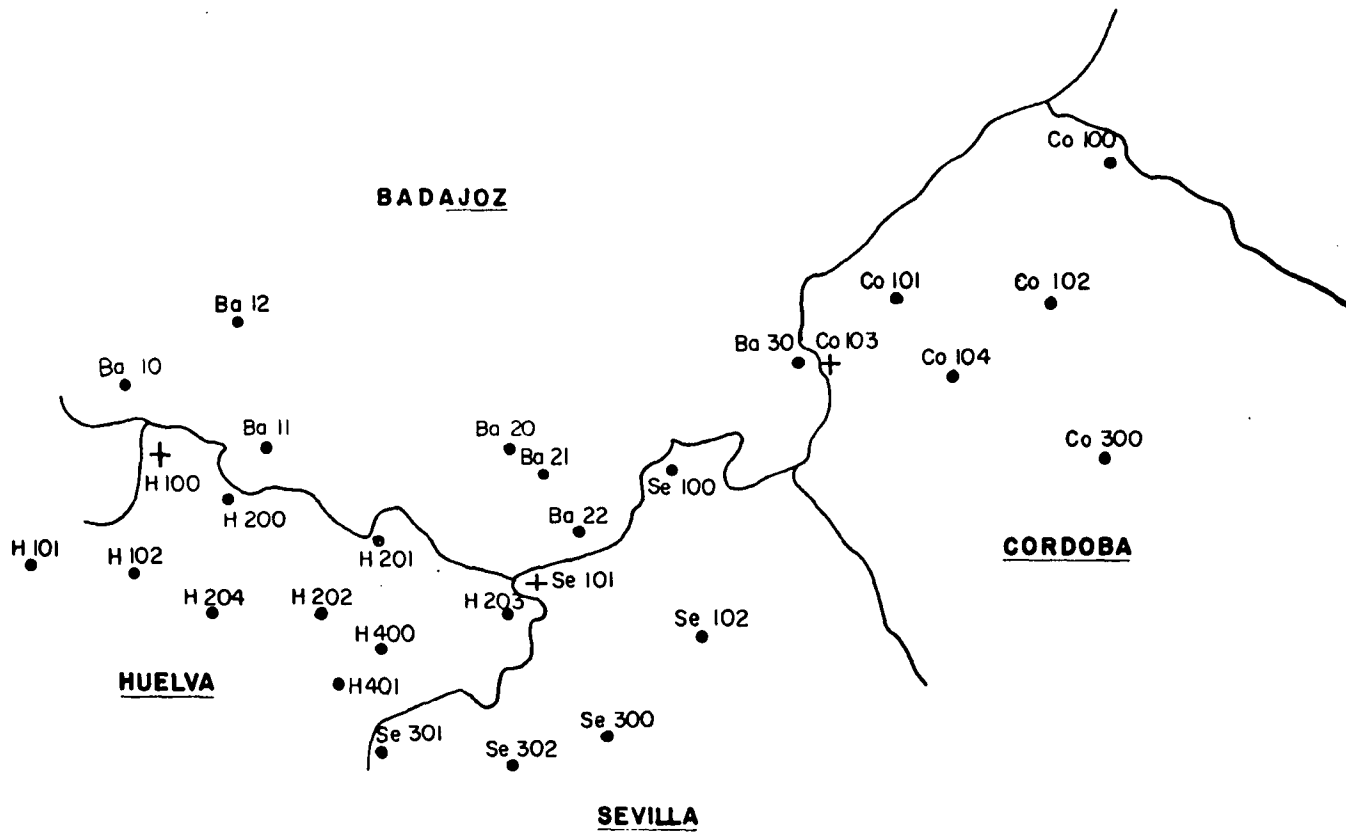 Co 100
BADAJOZ
Co 101
Co 102
Ba 12
Ba 30
Co 103
Ba 10
Co 104
Ba 11
Ba 20
Co 300
Ba 21
H 100
Se 100
H 200
Ba 22
H 101
H 102
H 201
CORDOBA
Se 101
H 204
H 202
H 203
Se 102
H 400
HUELVA
H 401
Se 301
Se 300
Se 302
SEVILLA